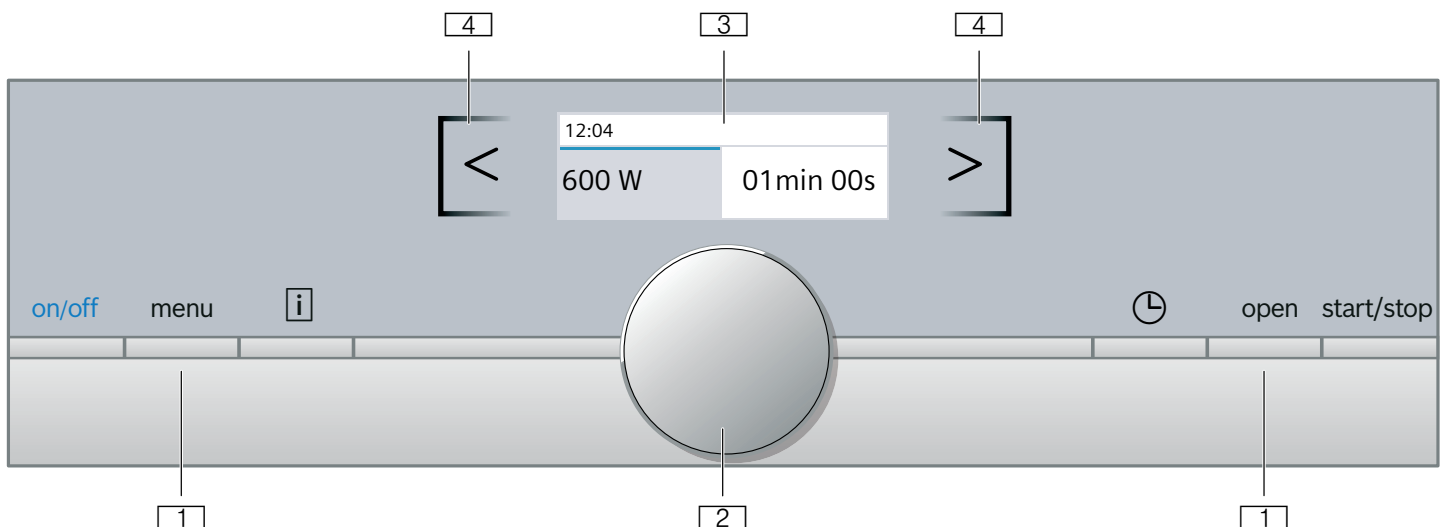 4 3 4
12:04
< 600 W 01min 00s >
on/off menu i open start/stop
1 2 1